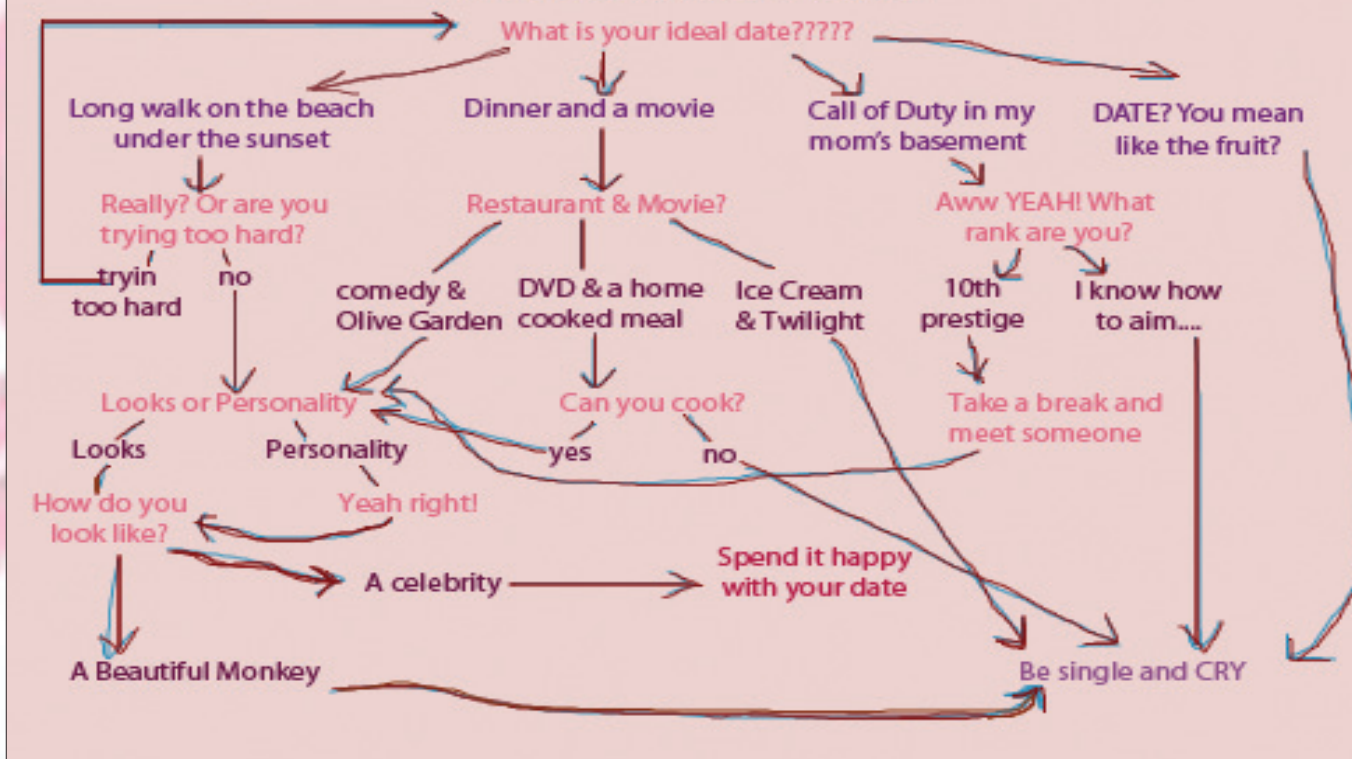 What is your ideal date?????
Long walk on the beach
under the sunset
Dinner and a movie
Call of Duty in my
mom's basement
DATE? You mean
like the fruit?
Really? Or are you
trying too hard?
Restaurant & Movie?
Aww YEAH! What
rank are you?
tryin
too hard
no
comedy &
Olive Garden
DVD & a home
cooked meal
Ice Cream
& Twilight
10th
prestige
I know how
to aim....
Looks or Personality
Can you cook?
Take a break and
meet someone
Looks
Personality
yes
no
How do you
look like?
Yeah right!
A celebrity
Spend it happy
with your date
A Beautiful Monkey
Be single and CRY